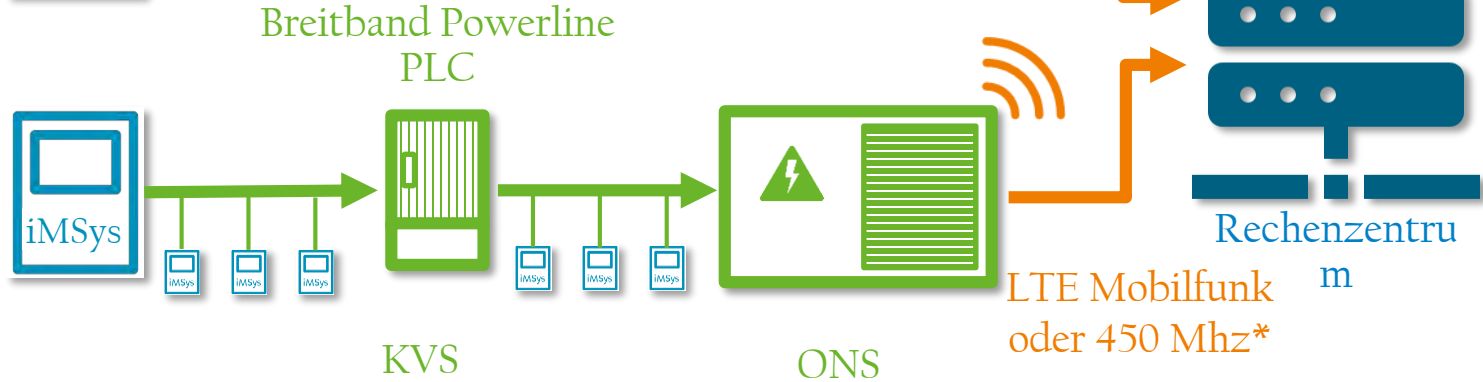 Breitband Powerline
PLC
iMSys
iMSys
iMSys
iMSys
iMSys
iMSys
iMSys
Rechenzentru
m
LTE Mobilfunk
oder 450 Mhz*
KVS
ONS